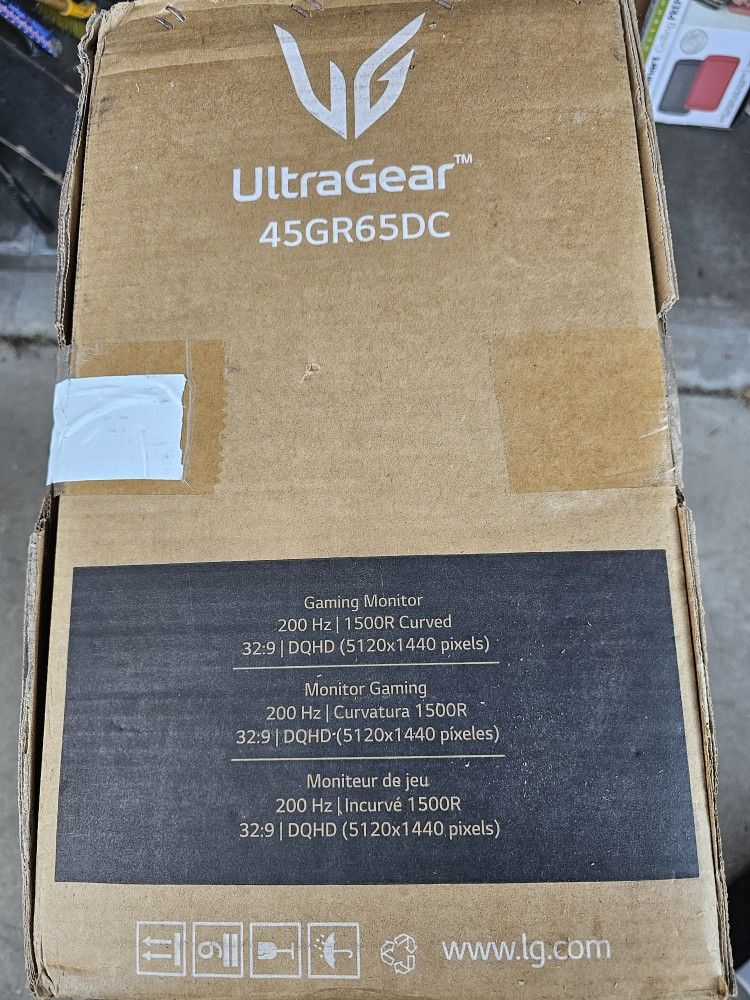 UltraGear™
45GR65DC
Gaming Monitor
200 Hz | 1500R Curved
32:9 | DQHD (5120x1440 pixels)
Monitor Gaming
200 Hz | Curvatura 1500R
32:9 | DQHD (5120x1440 píxeles)
Moniteur de jeu
200 Hz | Incurvé 1500R
32:9 | DQHD (5120x1440 pixels)
6
www.lg.com